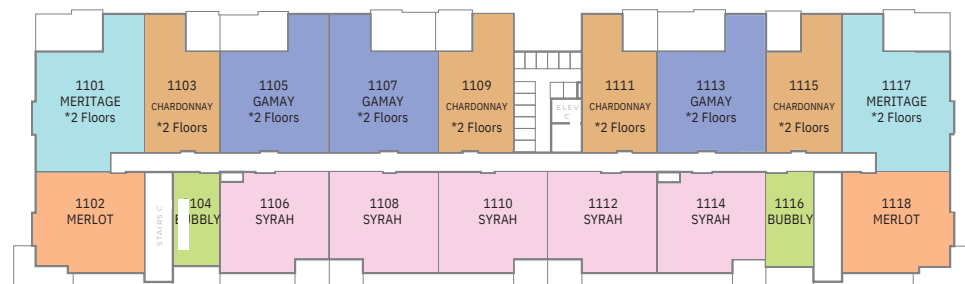 1101
MERITAGE
*2 Floors
1103
CHARDONNAY
*2 Floors
1105
GAMAY
*2 Floors
1107
GAMAY
*2 Floors
1109
CHARDONNAY
*2 Floors
ELEV
C
1111
CHARDONNAY
*2 Floors
1113
GAMAY
*2 Floors
1115
CHARDONNAY
*2 Floors
1117
MERITAGE
*2 Floors
1102
MERLOT
STAIRS C
1104
BUBBLY
1106
SYRAH
1108
SYRAH
1110
SYRAH
1112
SYRAH
1114
SYRAH
1116
BUBBLY
1118
MERLOT